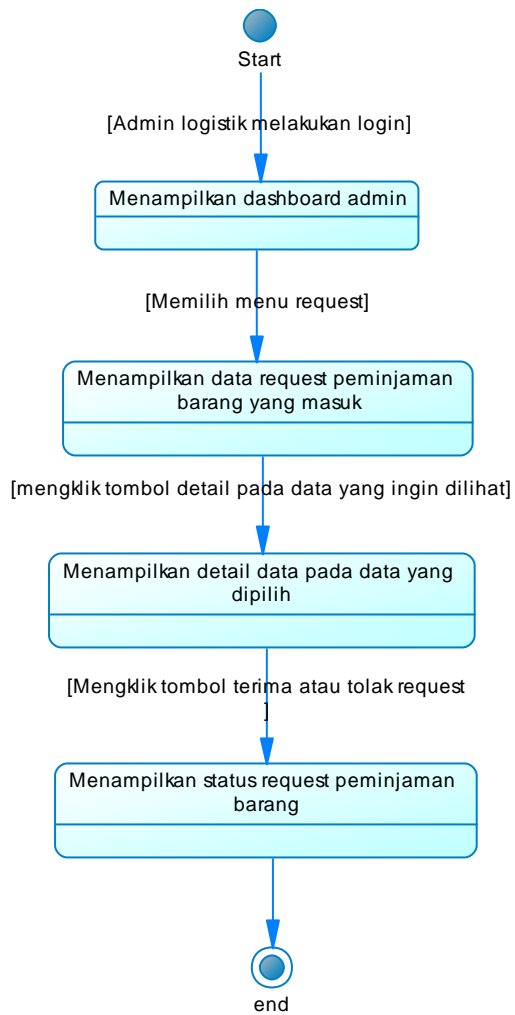 Start
[Admin logistik melakukan login]
Menampilkan dashboard admin
[Memilih menu request]
Menampilkan data request peminjaman
barang yang masuk
[mengklik tombol detail pada data yang ingin dilihat]
Menampilkan detail data pada data yang
dipilih
[Mengklik tombol terima atau tolak request
]
Menampilkan status request peminjaman
barang
end